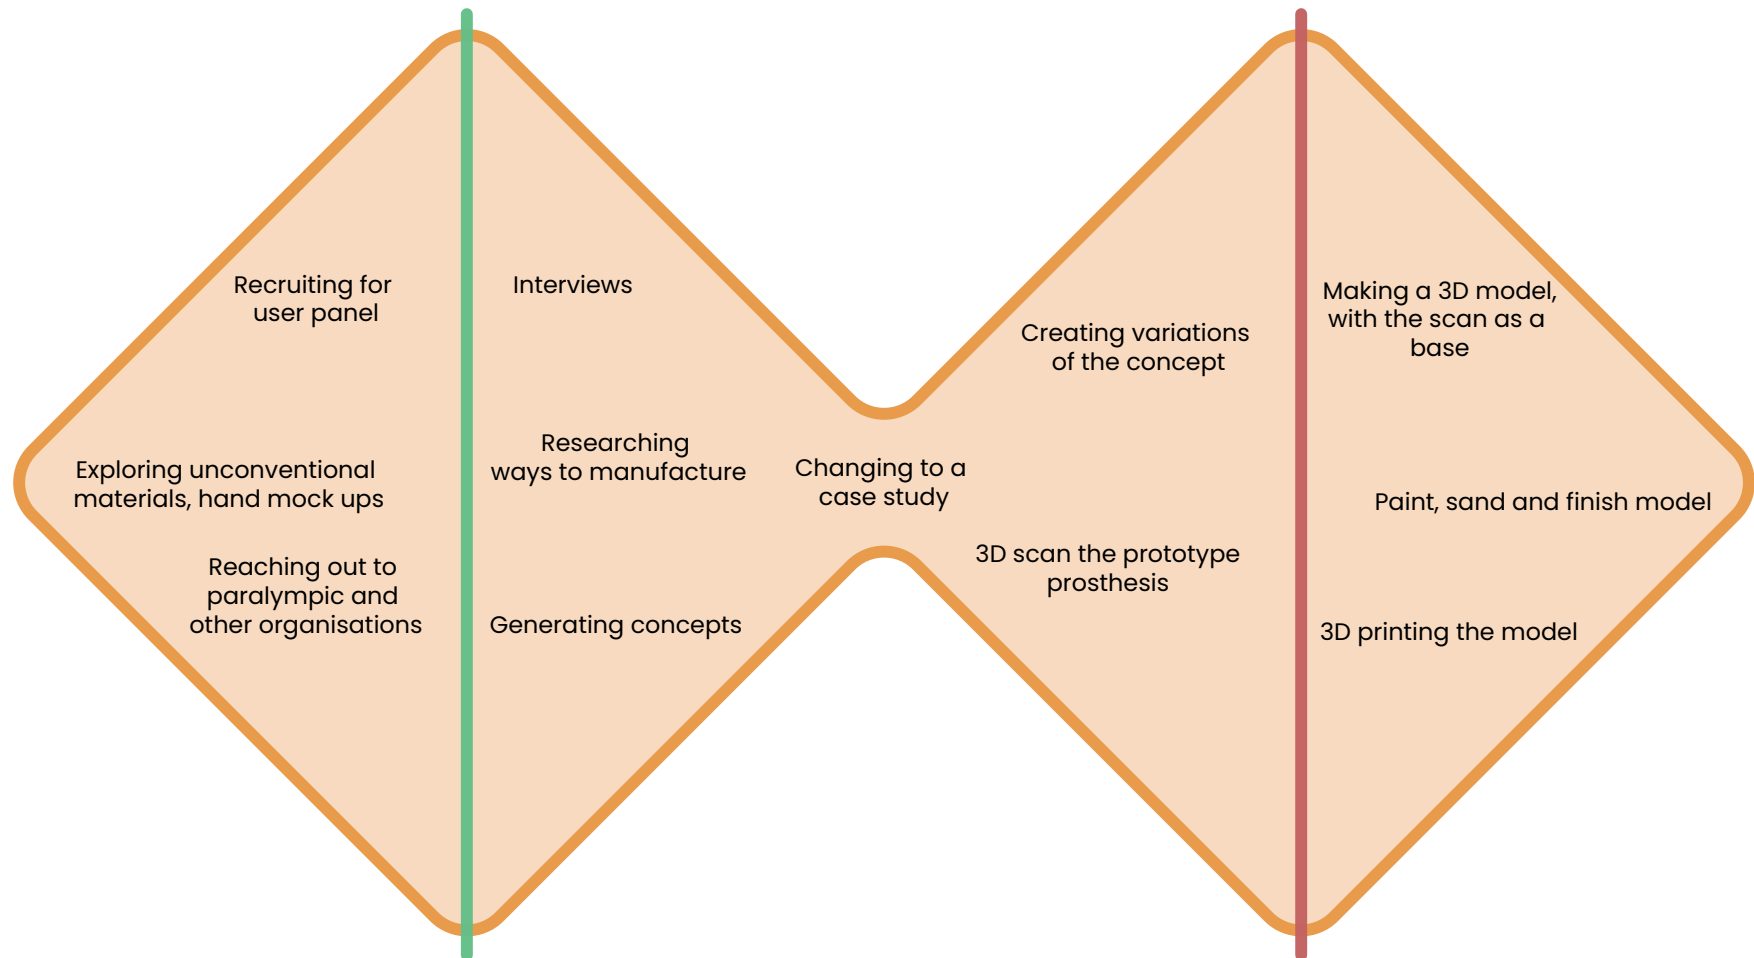 Recruiting for
user panel
Exploring unconventional
materials, hand mock ups
Reaching out to
paralympic and
other organisations
Interviews
Researching
ways to manufacture
Generating concepts
Changing to a
case study
Creating variations
of the concept
3D scan the prototype
prosthesis
Making a 3D model,
with the scan as a
base
Paint, sand and finish model
3D printing the model